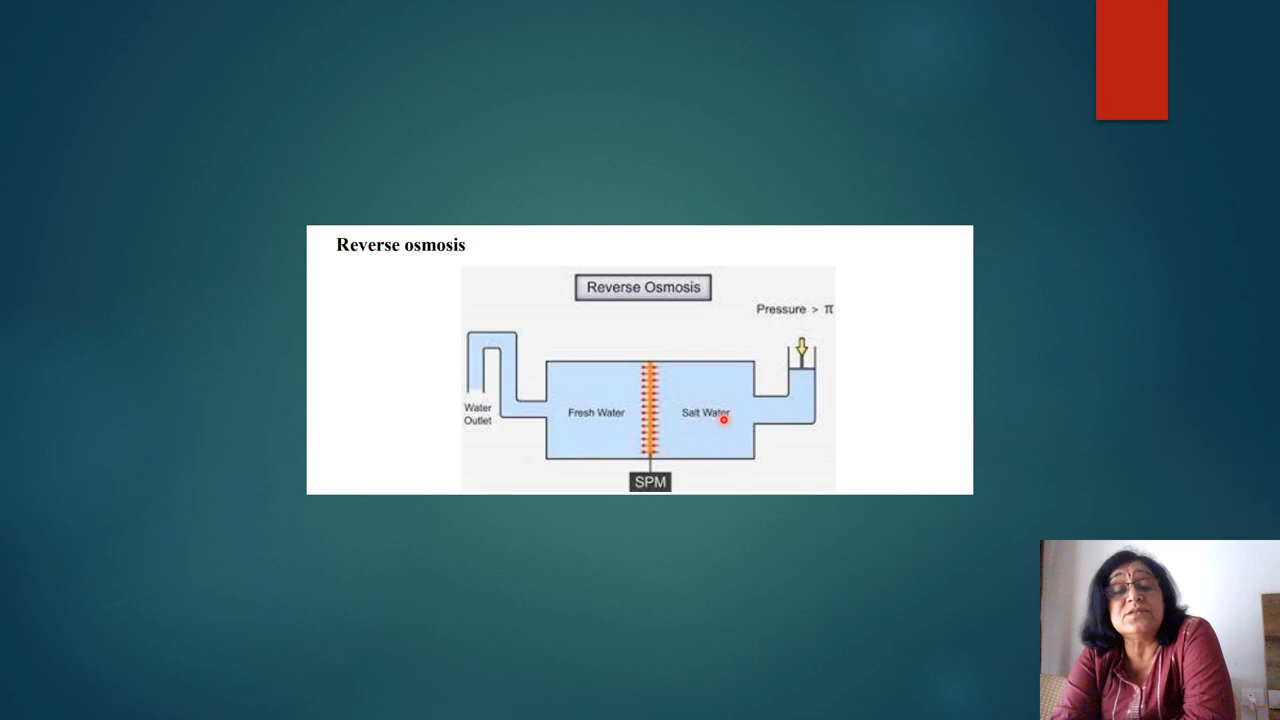 Reverse osmosis
Reverse Osmosis
Pressure > π
Water
Outlet
Fresh Water
Salt Water
SPM